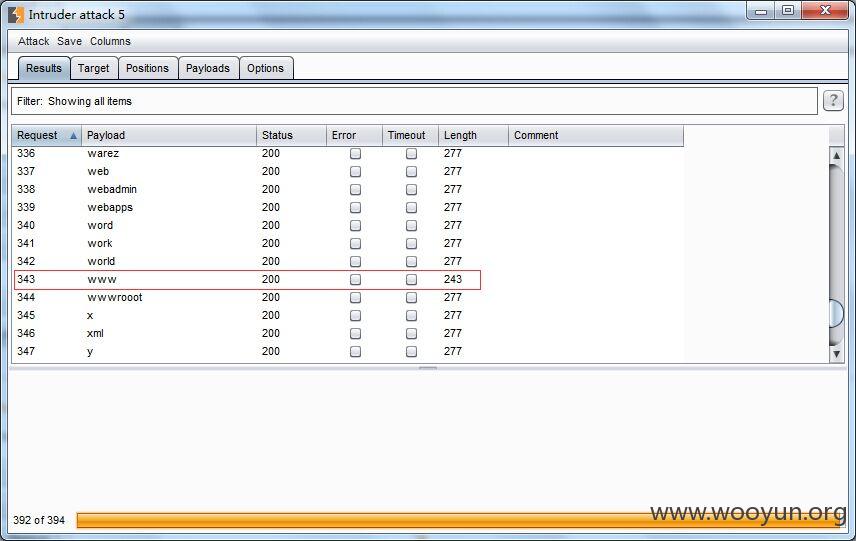 Intruder attack 5
Attack Save Columns
Results Target Positions Payloads Options
Filter: Showing all items ?
Request Payload Status Error Timeout Length Comment
336 warez 200 277
337 web 200 277
338 webadmin 200 277
339 webapps 200 277
340 word 200 277
341 work 200 277
342 world 200 277
343 www 200 243
344 wwwrooot 200 277
345 x 200 277
346 xml 200 277
347 y 200 277
392 of 394
www.wooyun.org